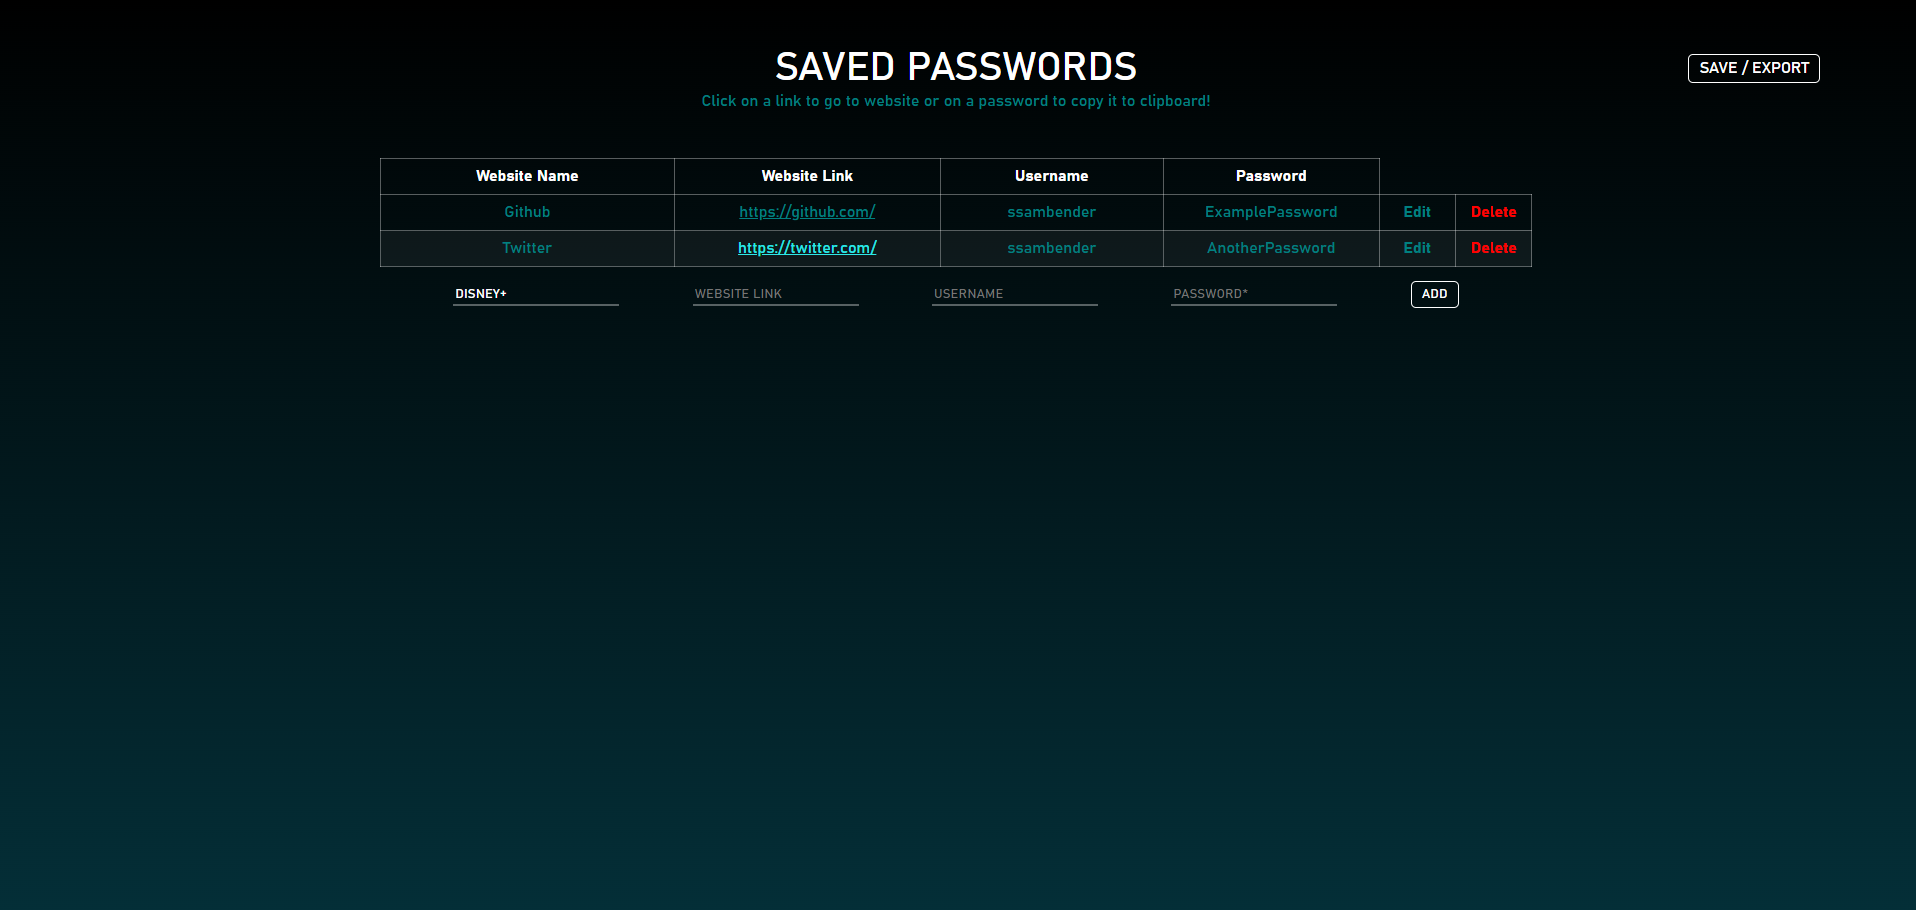 SAVED PASSWORDS
SAVE / EXPORT
Click on a link to go to website or on a password to copy it to clipboard!
Website Name Website Link Username Password
Github https://github.com/ ssambender ExamplePassword Edit Delete
Twitter https://twitter.com/ ssambender AnotherPassword Edit Delete
DISNEY+ WEBSITE LINK USERNAME PASSWORD* ADD